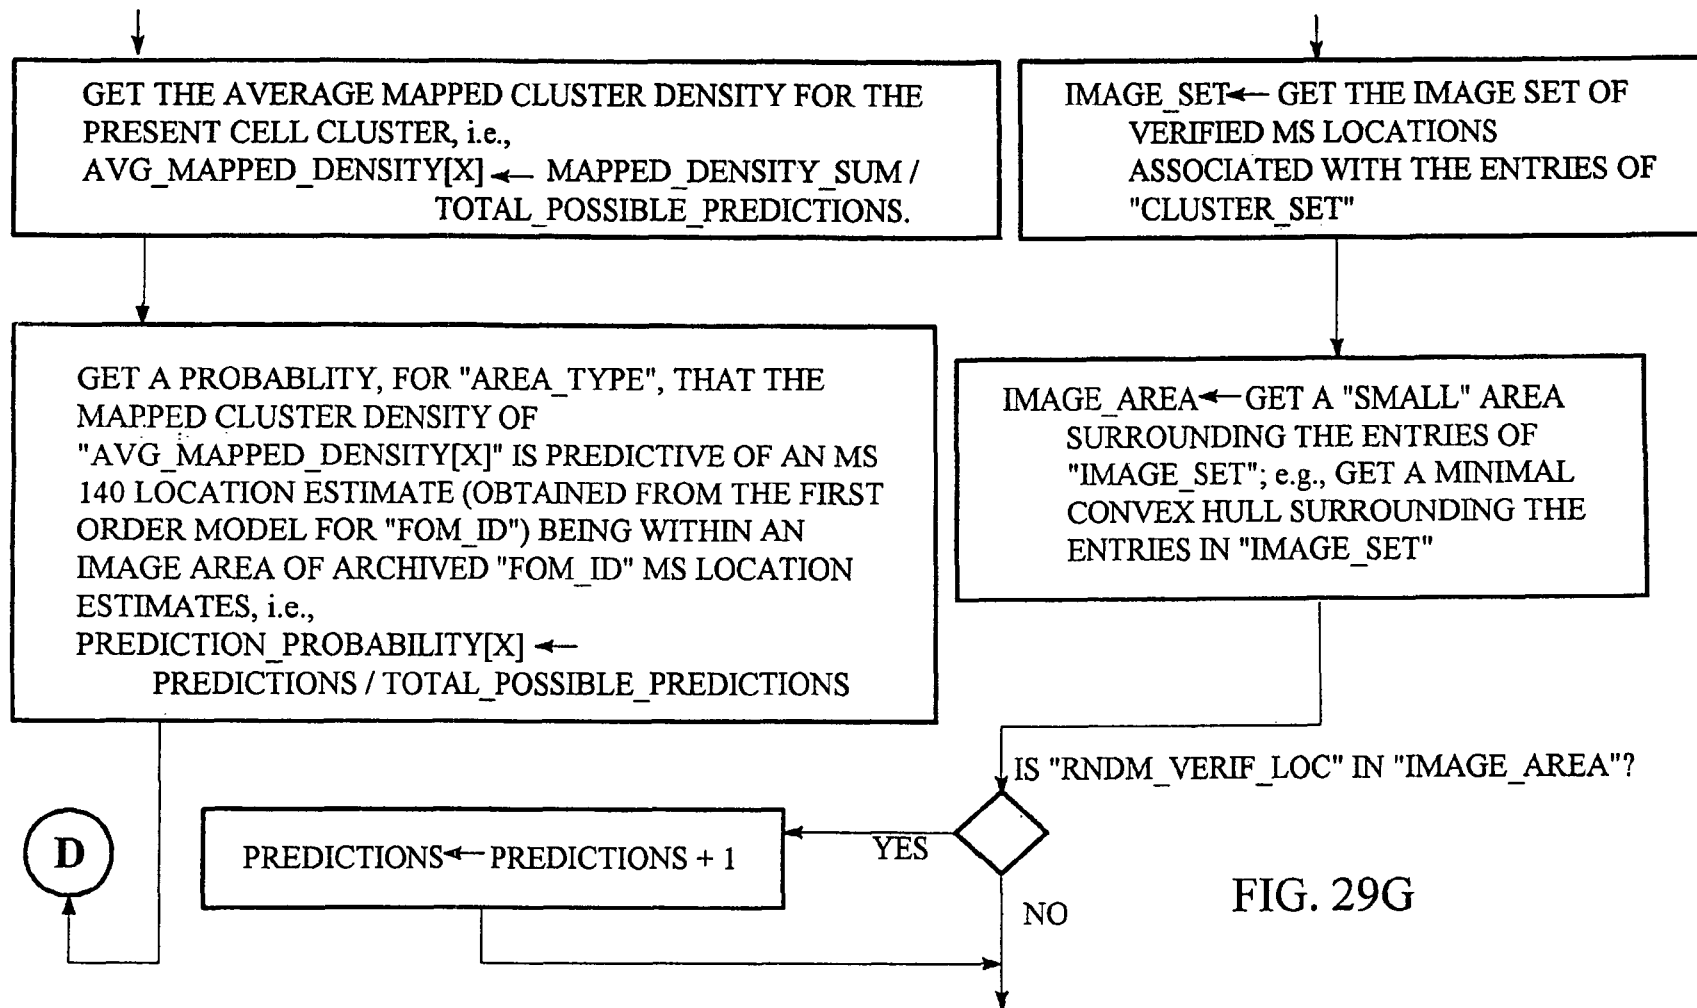 GET THE AVERAGE MAPPED CLUSTER DENSITY FOR THE
PRESENT CELL CLUSTER, i.e.,
AVG_MAPPED_DENSITY[X] ← MAPPED_DENSITY_SUM /
TOTAL_POSSIBLE_PREDICTIONS.
GET A PROBABLITY, FOR "AREA_TYPE", THAT THE
MAPPED CLUSTER DENSITY OF
"AVG_MAPPED_DENSITY[X]" IS PREDICTIVE OF AN MS
140 LOCATION ESTIMATE (OBTAINED FROM THE FIRST
ORDER MODEL FOR "FOM_ID") BEING WITHIN AN
IMAGE AREA OF ARCHIVED "FOM_ID" MS LOCATION
ESTIMATES, i.e.,
PREDICTION_PROBABILITY[X] ←
PREDICTIONS / TOTAL_POSSIBLE_PREDICTIONS
D
IMAGE_SET← GET THE IMAGE SET OF
VERIFIED MS LOCATIONS
ASSOCIATED WITH THE ENTRIES OF
"CLUSTER_SET"
IMAGE_AREA←GET A "SMALL" AREA
SURROUNDING THE ENTRIES OF
"IMAGE_SET"; e.g., GET A MINIMAL
CONVEX HULL SURROUNDING THE
ENTRIES IN "IMAGE_SET"
IS "RNDM_VERIF_LOC" IN "IMAGE_AREA"?
YES
PREDICTIONS← PREDICTIONS + 1
NO
FIG. 29G